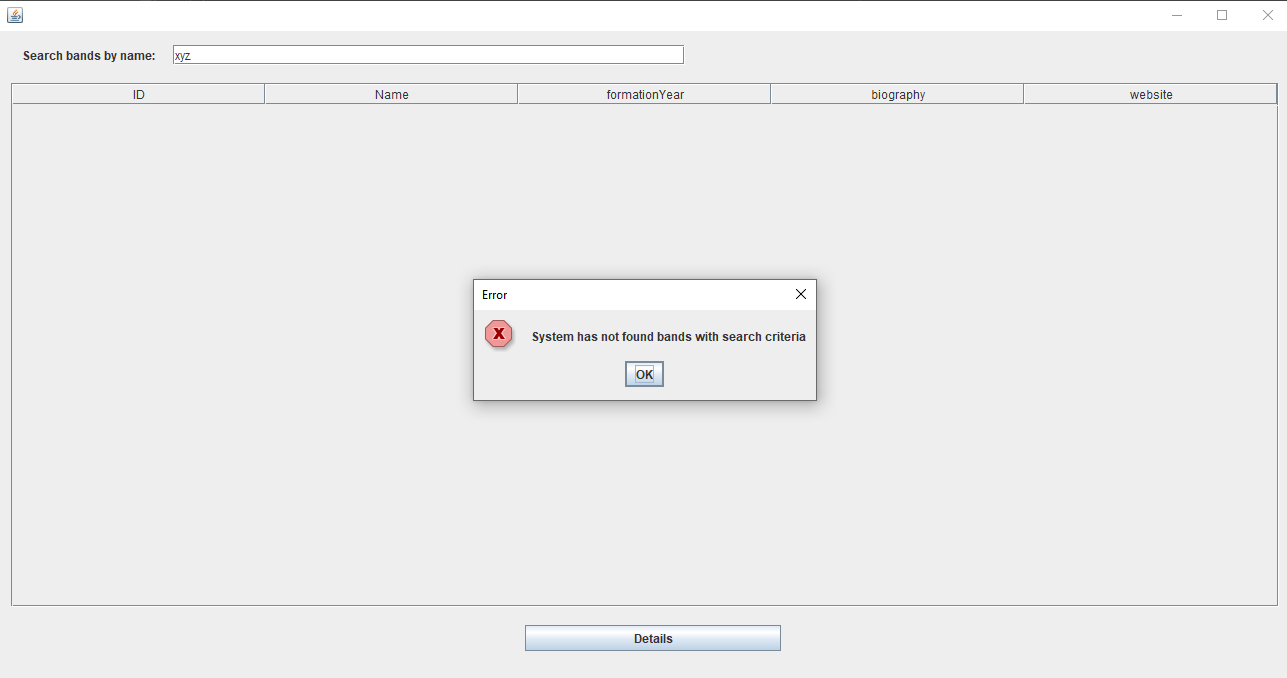 Search bands by name: xyz
ID Name formationYear biography website
Error
System has not found bands with search criteria
OK
Details